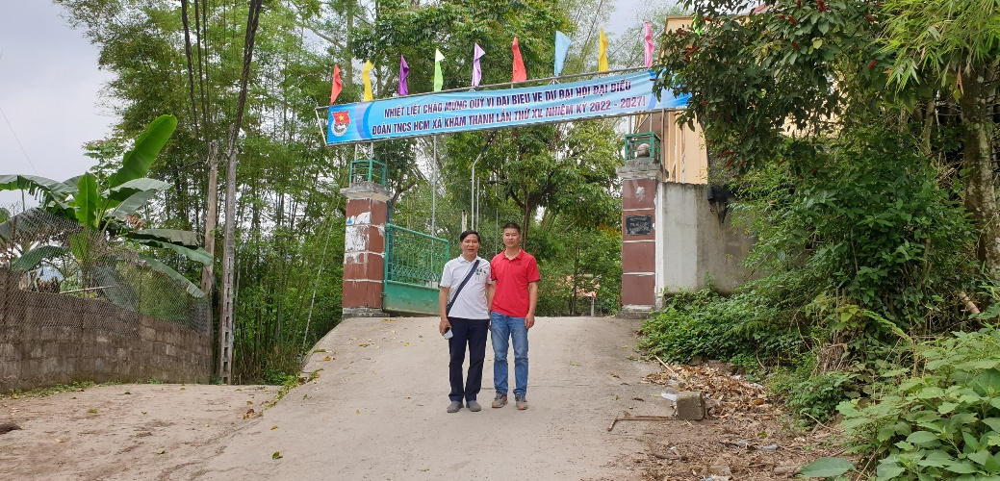 NHIỆT LIỆT CHÀO MỪNG QUÝ VỊ ĐẠI BIỂU VỀ DỰ ĐẠI HỘI ĐẠI BIỂU
ĐOÀN TNCS HCM XÃ KHÁM THÀNH LẦN THỨ XII, NHIỆM KỲ 2022 - 2027!